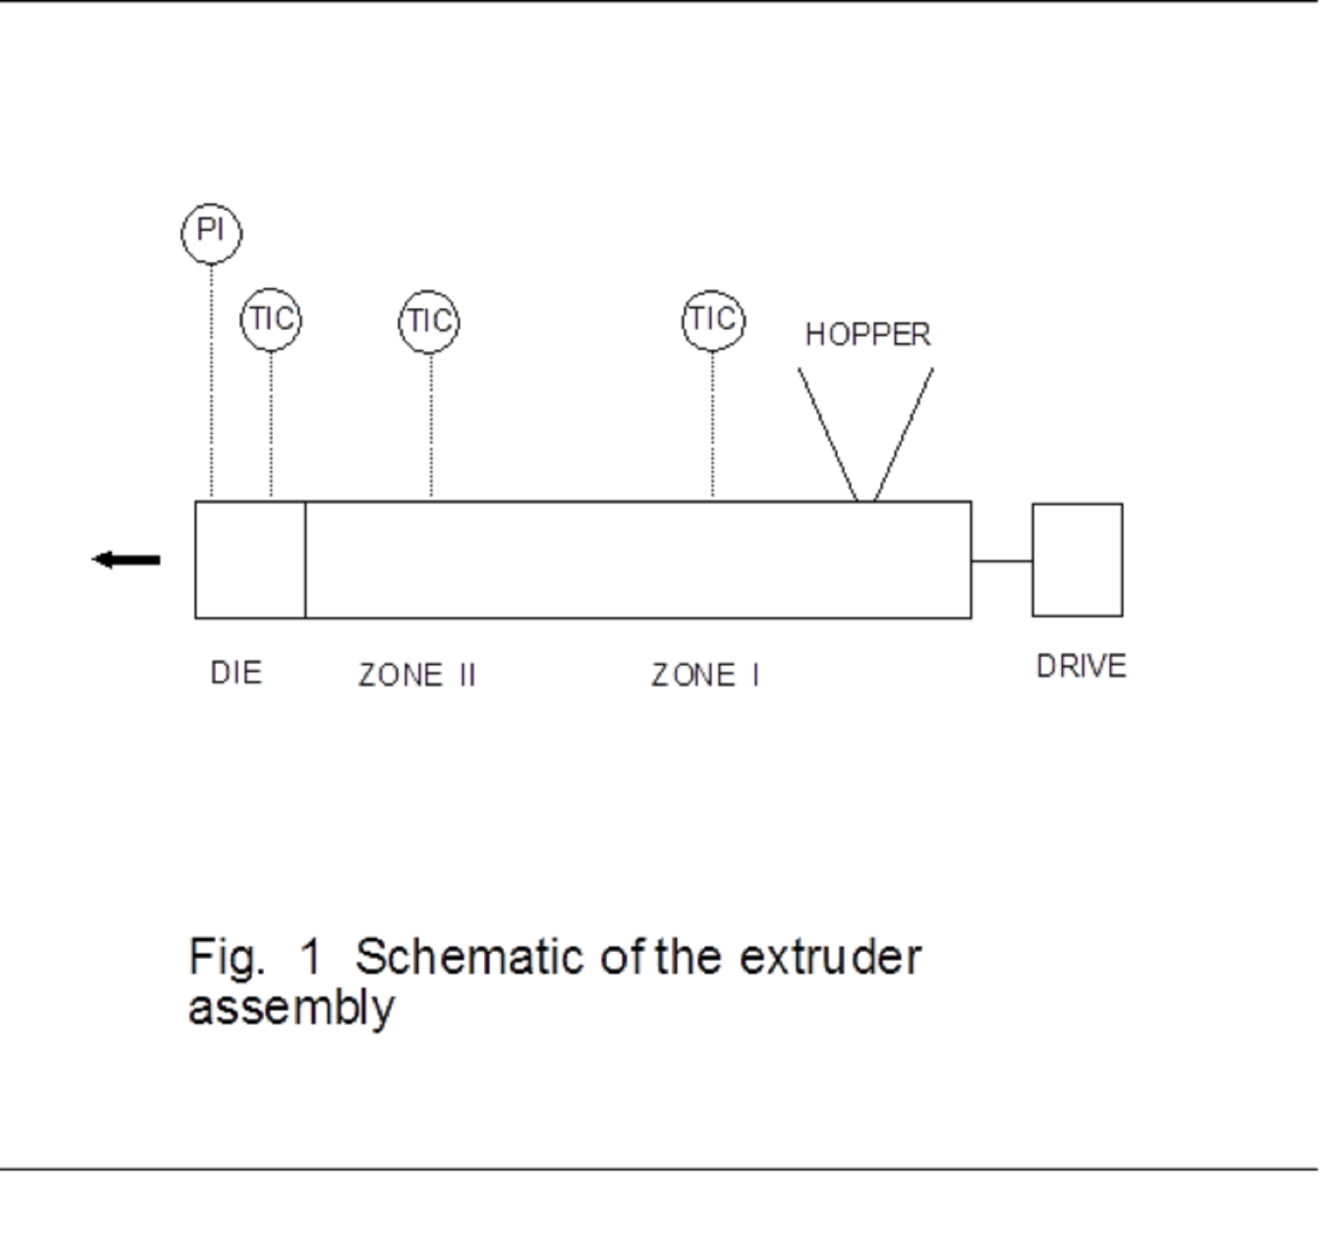 PI
TIC TIC TIC
HOPPER
DIE ZONE II ZONE I DRIVE
Fig. 1 Schematic of the extruder
assembly